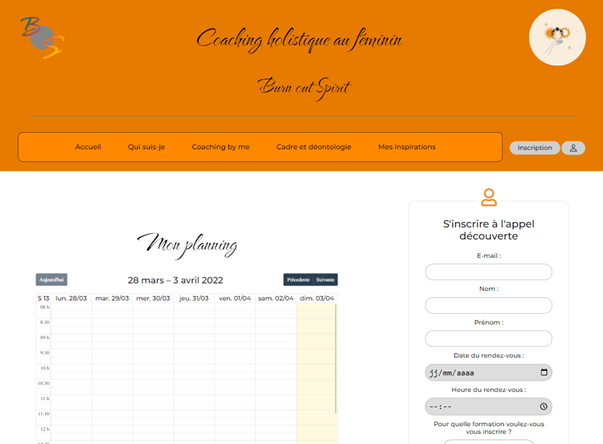 BS
Coaching holistique au féminin
Burn out Spirit
Accueil Qui suis-je Coaching by me Cadre et déontologie Mes inspirations
Inscription
Mon planning
Aujourd'hui
28 mars – 3 avril 2022
Précédente Suivante
S 13 lun. 28/03 mar. 29/03 mer. 30/03 jeu. 31/03 ven. 01/04 sam. 02/04 dim. 03/04
08 h
8:30
09 h
9:30
10 h
10:30
11 h
11:30
12 h
12:30
S'inscrire à l'appel
découverte
E-mail :
Nom :
Prénom :
Date du rendez-vous :
jj/mm/aaaa
Heure du rendez-vous :
--:--
Pour quelle formation voulez-vous
vous inscrire ?